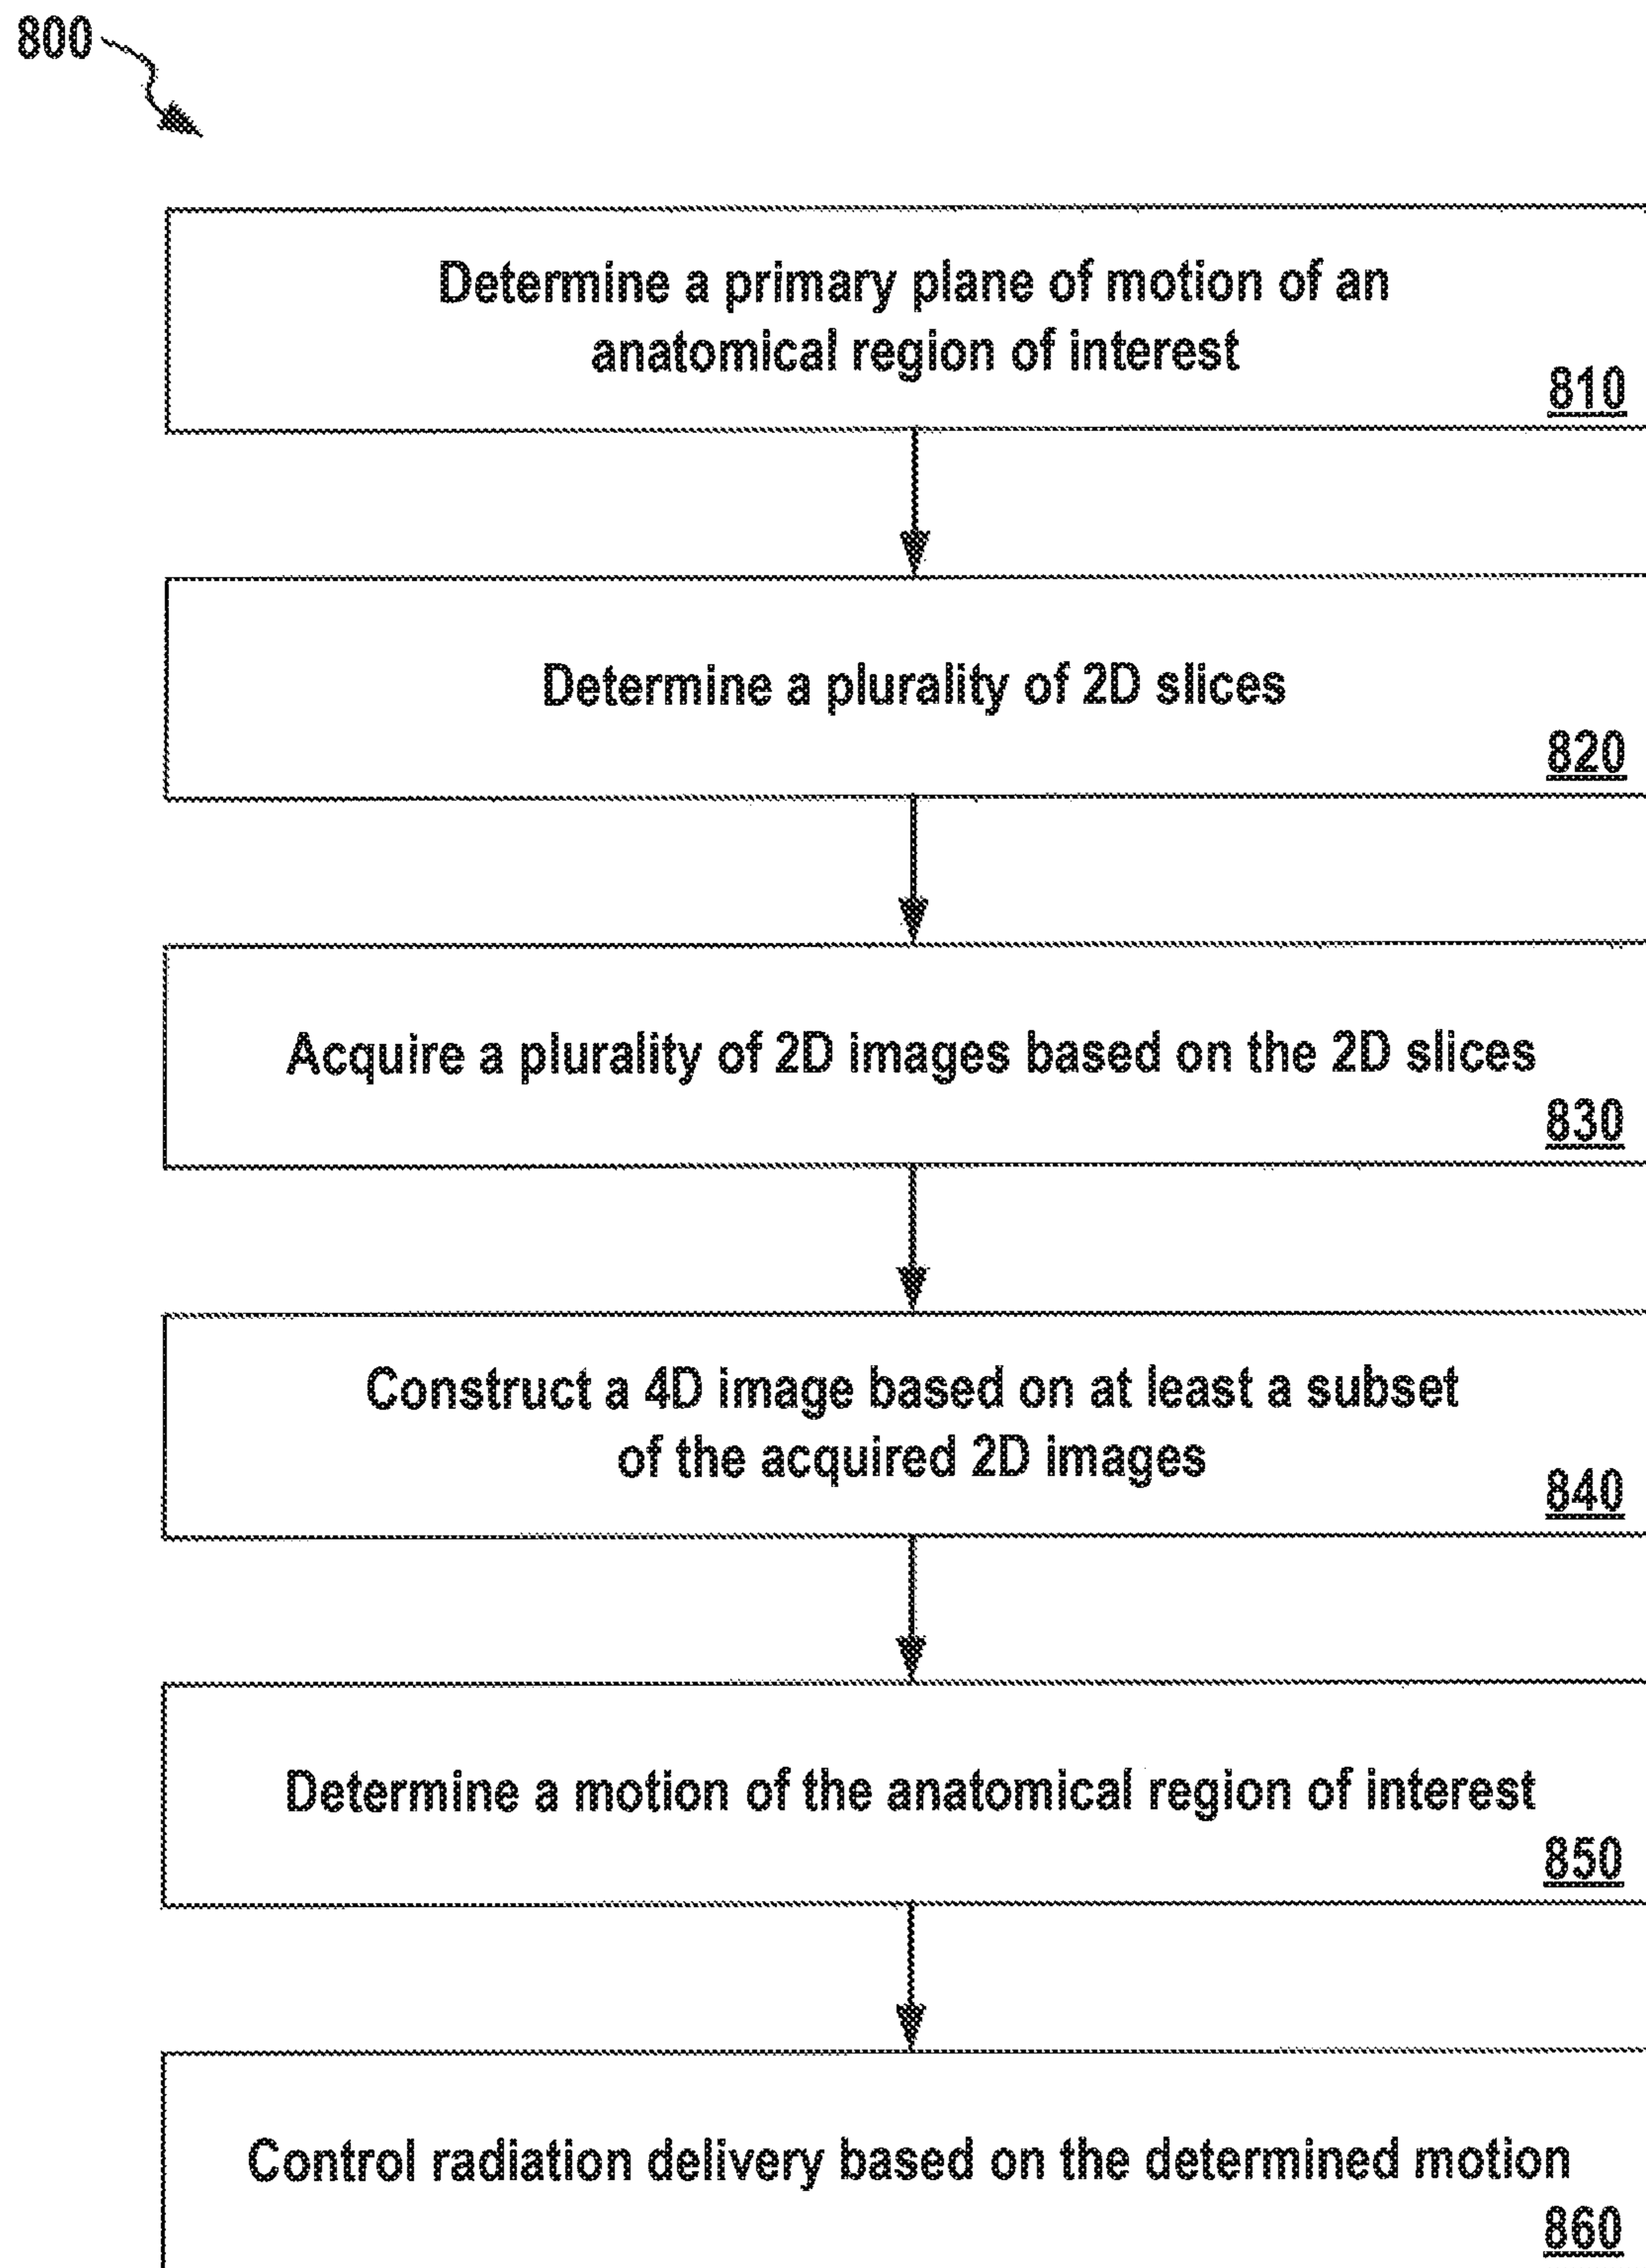 800
Determine a primary plane of motion of an
anatomical region of interest
810
Determine a plurality of 2D slices
820
Acquire a plurality of 2D images based on the 2D slices
830
Construct a 4D image based on at least a subset
of the acquired 2D images
840
Determine a motion of the anatomical region of interest
850
Control radiation delivery based on the determined motion
860